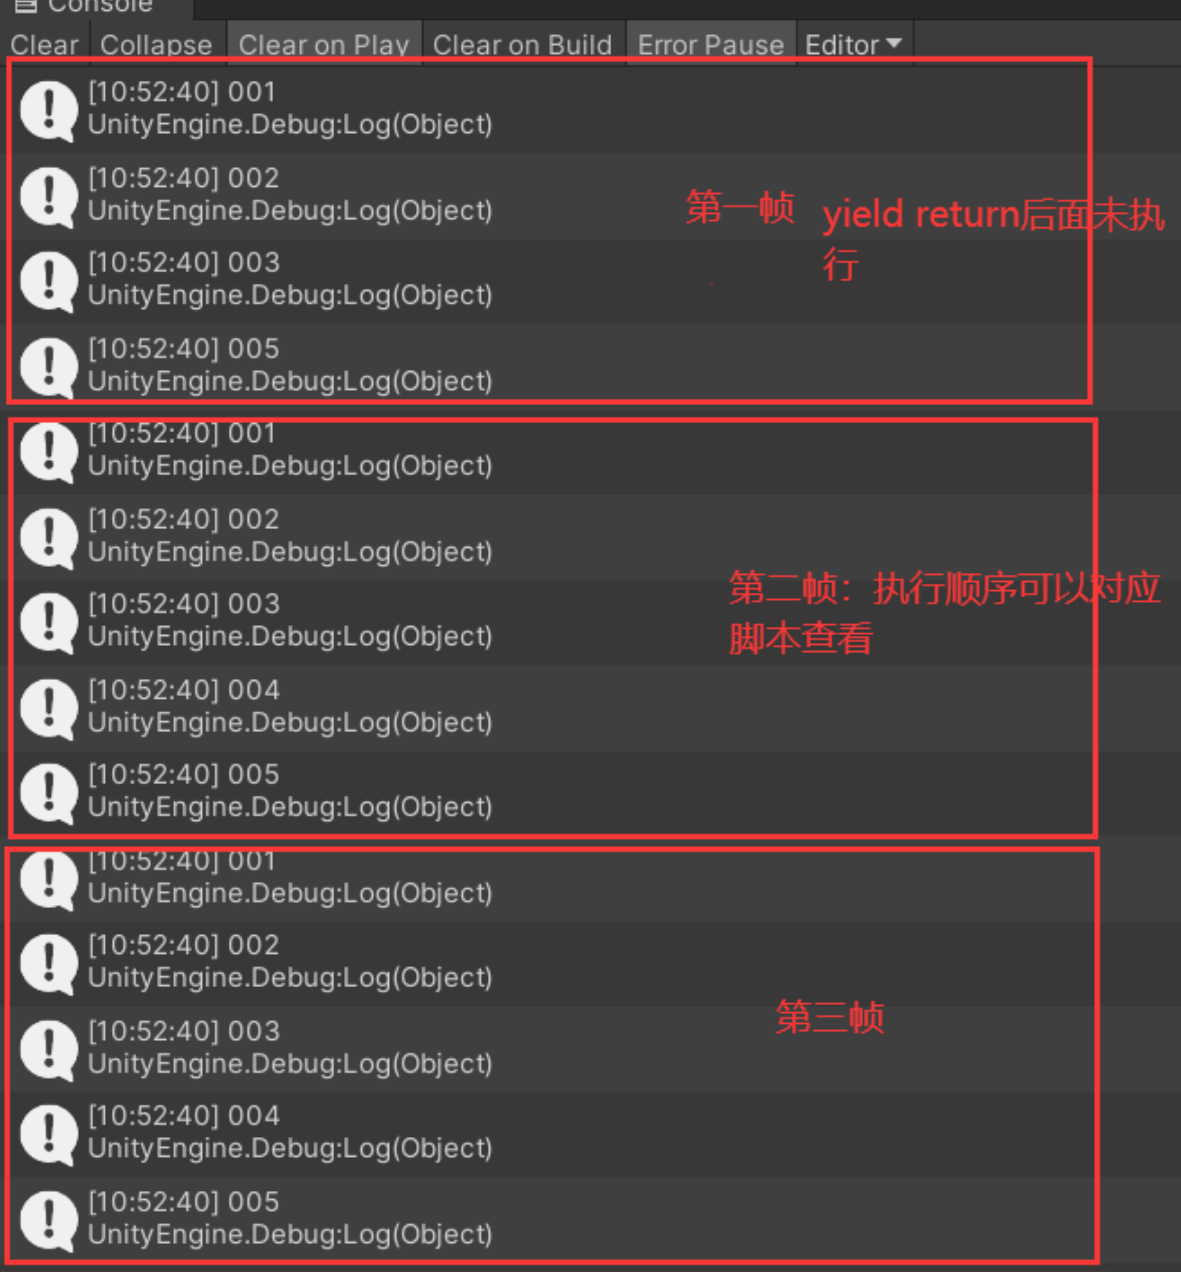 Console
Clear Collapse Clear on Play Clear on Build Error Pause Editor
[10:52:40] 001
UnityEngine.Debug:Log(Object)
[10:52:40] 002
UnityEngine.Debug:Log(Object)
第一帧 yield return后面未执
行
[10:52:40] 003
UnityEngine.Debug:Log(Object)
[10:52:40] 005
UnityEngine.Debug:Log(Object)
[10:52:40] 001
UnityEngine.Debug:Log(Object)
[10:52:40] 002
UnityEngine.Debug:Log(Object)
第二帧：执行顺序可以对应
脚本查看
[10:52:40] 003
UnityEngine.Debug:Log(Object)
[10:52:40] 004
UnityEngine.Debug:Log(Object)
[10:52:40] 005
UnityEngine.Debug:Log(Object)
[10:52:40] 001
UnityEngine.Debug:Log(Object)
[10:52:40] 002
UnityEngine.Debug:Log(Object)
第三帧
[10:52:40] 003
UnityEngine.Debug:Log(Object)
[10:52:40] 004
UnityEngine.Debug:Log(Object)
[10:52:40] 005
UnityEngine.Debug:Log(Object)